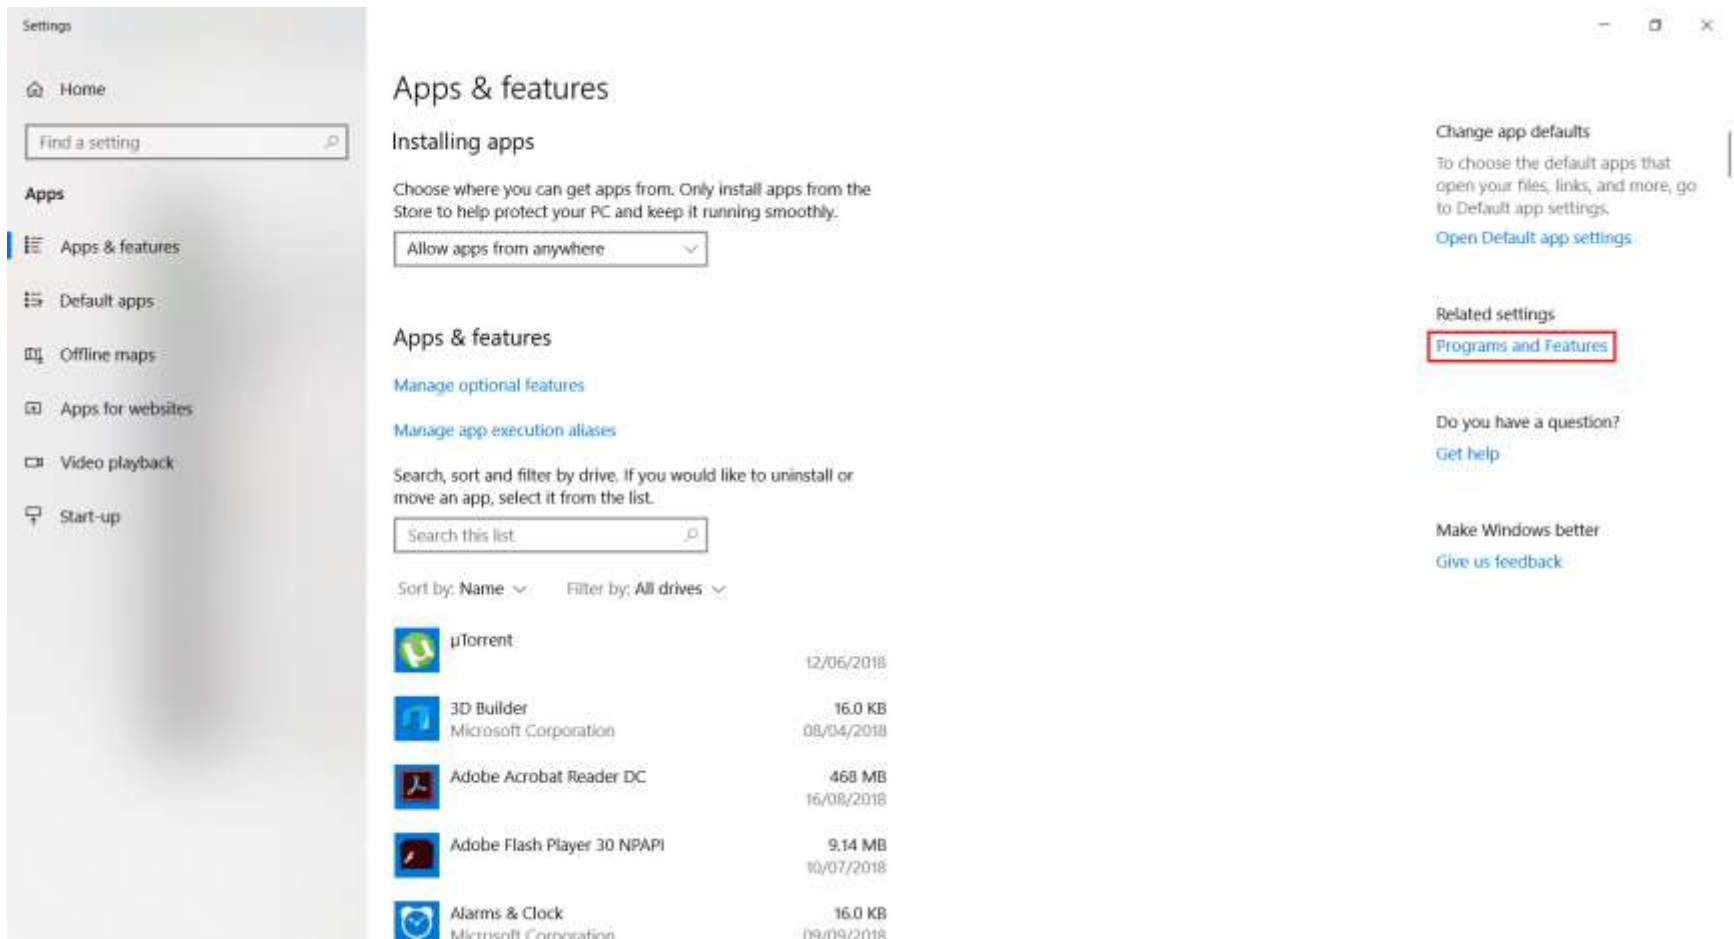 Settings
Home
Find a setting
Apps
Apps & features
Default apps
Offline maps
Apps for websites
Video playback
Start-up
Apps & features
Installing apps
Choose where you can get apps from. Only install apps from the
Store to help protect your PC and keep it running smoothly.
Allow apps from anywhere
Apps & features
Manage optional features
Manage app execution aliases
Search, sort and filter by drive. If you would like to uninstall or
move an app, select it from the list.
Search this list
Sort by: Name Filter by: All drives
µTorrent
12/06/2018
3D Builder 16.0 KB
Microsoft Corporation 08/04/2018
Adobe Acrobat Reader DC 468 MB
16/08/2018
Adobe Flash Player 30 NPAPI 9.14 MB
10/07/2018
Alarms & Clock 16.0 KB
Microsoft Corporation 09/09/2018
Change app defaults
To choose the default apps that
open your files, links, and more, go
to Default app settings.
Open Default app settings
Related settings
Programs and Features
Do you have a question?
Get help
Make Windows better
Give us feedback